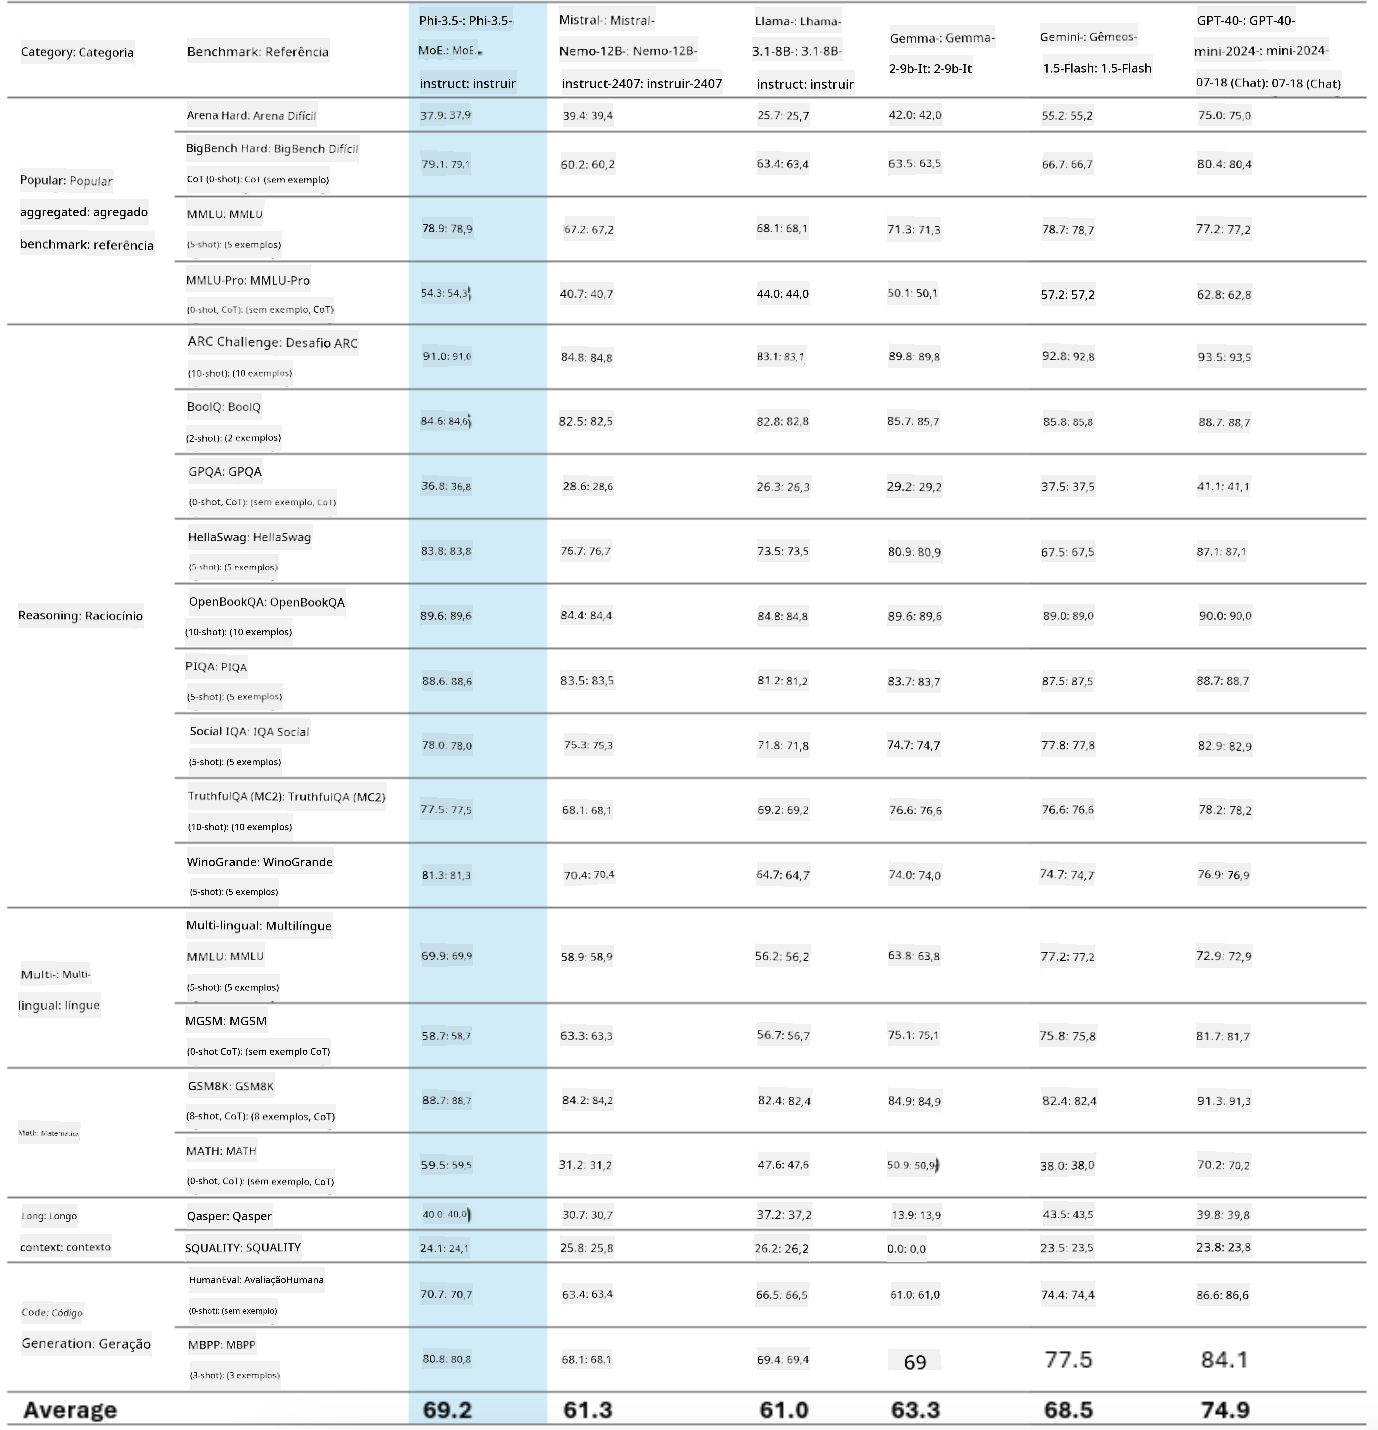 Category: Categoria
Benchmark: Referência
Phi-3.5-: Phi-3.5-
MoE.: MoE.
instruct: instruir
Mistral-: Mistral-
Nemo-12B-: Nemo-12B-
instruct-2407: instruir-2407
Llama-: Lhama-
3.1-8B-: 3.1-8B-
instruct: instruir
Gemma-: Gemma-
2-9b-It: 2-9b-It
Gemini-: Gêmeos-
1.5-Flash: 1.5-Flash
GPT-40-: GPT-40-
mini-2024-: mini-2024-
07-18 (Chat): 07-18 (Chat)
Popular: Popular
aggregated: agregado
benchmark: referência
Arena Hard: Arena Difícil
37.9: 37,9
39.4: 39,4
25.7: 25,7
42.0: 42,0
55.2: 55,2
75.0: 75,0
BigBench Hard: BigBench Difícil
CoT (0-shot): CoT (sem exemplo)
79.1: 79,1
60.2: 60,2
63.4: 63,4
63.5: 63,5
66.7: 66,7
80.4: 80,4
MMLU: MMLU
(5-shot): (5 exemplos)
78.9: 78,9
67.2: 67,2
68.1: 68,1
71.3: 71,3
78.7: 78,7
77.2: 77,2
MMLU-Pro: MMLU-Pro
(0-shot, CoT): (sem exemplo, CoT)
54.3: 54,3
40.7: 40,7
44.0: 44,0
50.1: 50,1
57.2: 57,2
62.8: 62,8
Reasoning: Raciocínio
ARC Challenge: Desafio ARC
(10-shot): (10 exemplos)
91.0: 91,0
84.8: 84,8
83.1: 83,1
89.8: 89,8
92.8: 92,8
93.5: 93,5
BoolQ: BoolQ
(2-shot): (2 exemplos)
84.6: 84,6
82.5: 82,5
82.8: 82,8
85.7: 85,7
85.8: 85,8
88.7: 88,7
GPQA: GPQA
(0-shot, CoT): (sem exemplo, CoT)
36.8: 36,8
28.6: 28,6
26.3: 26,3
29.2: 29,2
37.5: 37,5
41.1: 41,1
HellaSwag: HellaSwag
(5-shot): (5 exemplos)
83.8: 83,8
76.7: 76,7
73.5: 73,5
80.9: 80,9
67.5: 67,5
87.1: 87,1
OpenBookQA: OpenBookQA
(10-shot): (10 exemplos)
89.6: 89,6
84.4: 84,4
84.8: 84,8
89.6: 89,6
89.0: 89,0
90.0: 90,0
PIQA: PIQA
(5-shot): (5 exemplos)
88.6: 88,6
83.5: 83,5
81.2: 81,2
83.7: 83,7
87.5: 87,5
88.7: 88,7
Social IQA: IQA Social
(5-shot): (5 exemplos)
78.0: 78,0
75.3: 75,3
71.8: 71,8
74.7: 74,7
77.8: 77,8
82.9: 82,9
TruthfulQA (MC2): TruthfulQA (MC2)
(10-shot): (10 exemplos)
77.5: 77,5
68.1: 68,1
69.2: 69,2
76.6: 76,6
76.6: 76,6
78.2: 78,2
WinoGrande: WinoGrande
(5-shot): (5 exemplos)
81.3: 81,3
70.4: 70,4
64.7: 64,7
74.0: 74,0
74.7: 74,7
76.9: 76,9
Multi-: Multi-
lingual: língue
Multi-lingual: Multilíngue
MMLU: MMLU
(5-shot): (5 exemplos)
69.9: 69,9
58.9: 58,9
56.2: 56,2
63.8: 63,8
77.2: 77,2
72.9: 72,9
MGSM: MGSM
(0-shot CoT): (sem exemplo CoT)
58.7: 58,7
63.3: 63,3
56.7: 56,7
75.1: 75,1
75.8: 75,8
81.7: 81,7
Math: Matemática
GSM8K: GSM8K
(8-shot, CoT): (8 exemplos, CoT)
88.7: 88,7
84.2: 84,2
82.4: 82,4
84.9: 84,9
82.4: 82,4
91.3: 91,3
MATH: MATH
(0-shot, CoT): (sem exemplo, CoT)
59.5: 59,5
31.2: 31,2
47.6: 47,6
50.9: 50,9
38.0: 38,0
70.2: 70,2
Long: Longo
context: contexto
Qasper: Qasper
40.0: 40,0
30.7: 30,7
37.2: 37,2
13.9: 13,9
43.5: 43,5
39.8: 39,8
SQUALITY: SQUALITY
24.1: 24,1
25.8: 25,8
26.2: 26,2
0.0: 0,0
23.5: 23,5
23.8: 23,8
Code: Código
Generation: Geração
HumanEval: AvaliaçãoHumana
(0-shot): (sem exemplo)
70.7: 70,7
63.4: 63,4
66.5: 66,5
61.0: 61,0
74.4: 74,4
86.6: 86,6
MBPP: MBPP
(3-shot): (3 exemplos)
80.8: 80,8
68.1: 68,1
69.4: 69,4
69
77.5
84.1
Average
69.2
61.3
61.0
63.3
68.5
74.9